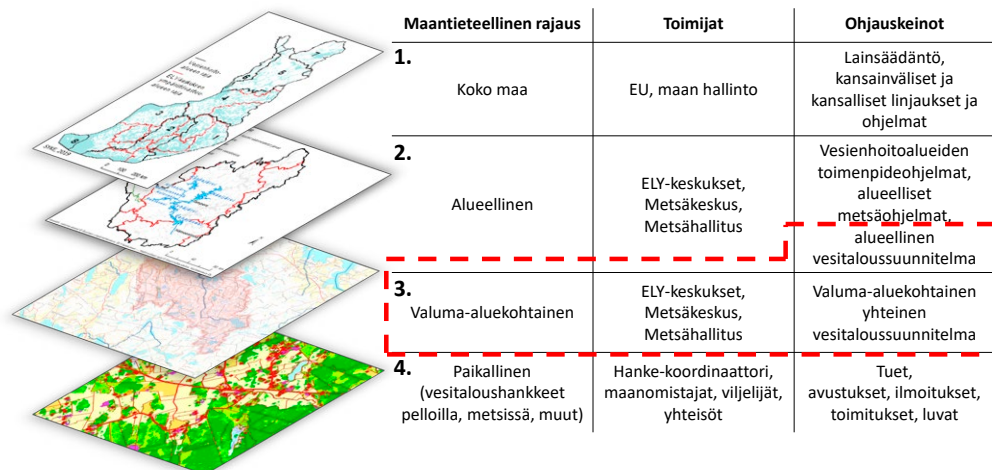 Maantieteellinen rajaus
Toimijat
Ohjauskeinot
1.
Koko maa
EU, maan hallinto
Lainsäädäntö,
kansainväliset ja
kansalliset linjaukset ja
ohjelmat
2.
Alueellinen
ELY-keskukset,
Metsäkeskus,
Metsähallitus
Vesienhoitoalueiden
toimenpideohjelmat,
alueelliset
metsäohjelmat,
alueellinen
vesitaloussuunnitelma
3.
Valuma-aluekohtainen
ELY-keskukset,
Metsäkeskus,
Metsähallitus
Valuma-aluekohtainen
yhteinen
vesitaloussuunnitelma
4.
Paikallinen
(vesitaloushankkeet
pelloilla, metsissä, muut)
Hanke-koordinaattori,
maanomistajat, viljelijät,
yhteisöt
Tuet,
avustukset, ilmoitukset,
toimitukset, luvat
SYKE, 2019